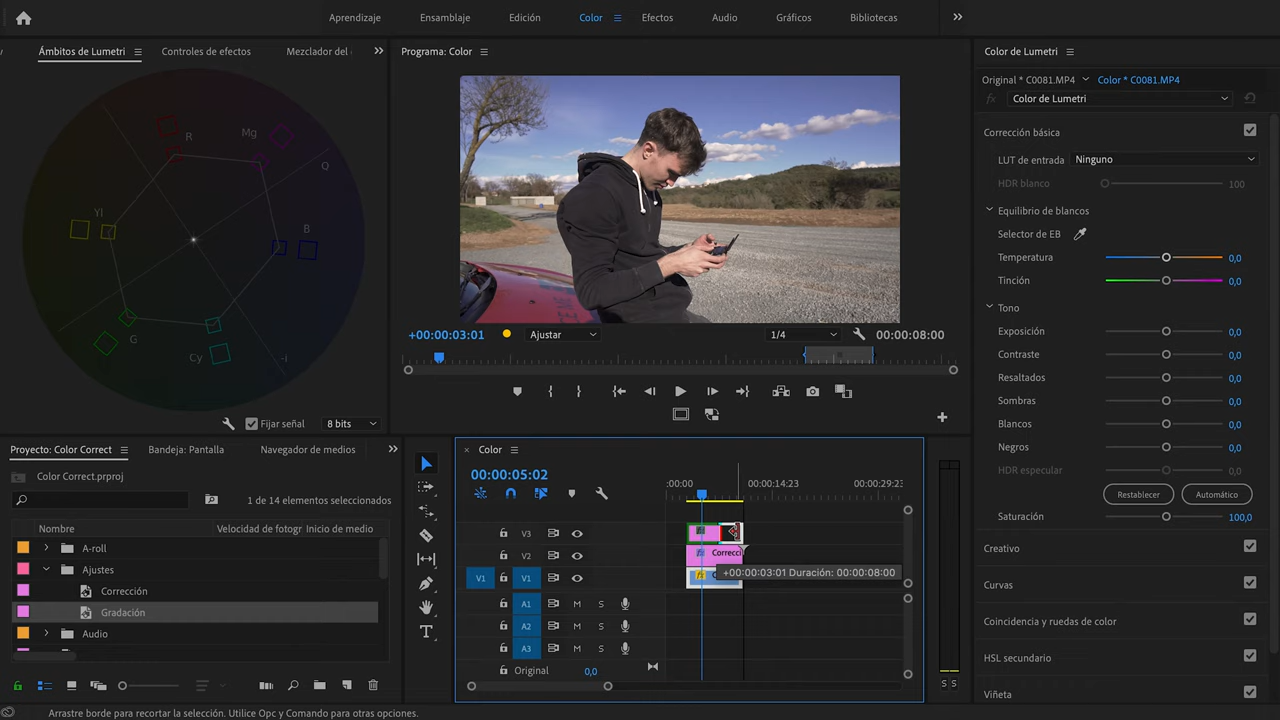 Aprendizaje Ensamblaje Edición Color Efectos Audio Gráficos Bibliotecas
Ámbitos de Lumetri Controles de efectos Mezclador del
Programa: Color
Color de Lumetri
Original * C0081.MP4 Color * C0081.MP4
fx Color de Lumetri
Corrección básica
LUT de entrada Ninguno
HDR blanco 100
Equilibrio de blancos
Selector de EB
Temperatura 0,0
Tinción 0,0
Tono
Exposición 0,0
Contraste 0,0
Resaltados 0,0
Sombras 0,0
Blancos 0,0
Negros 0,0
HDR especular 0,0
Restablecer Automático
Saturación 100,0
Creativo
Curvas
Coincidencia y ruedas de color
HSL secundario
Viñeta
R Mg Q
Yl B
G Cy -i
Fijar señal 8 bits
+00:00:03:01 Ajustar 1/4 00:00:08:00
Proyecto: Color Correct Bandeja: Pantalla Navegador de medios
Color Correct.prproj
1 de 14 elementos seleccionados
Nombre Velocidad de fotogr Inicio de medio
A-roll
Ajustes
Corrección
Gradación
Audio
× Color
00:00:05:02
:00:00 00:00:14:23 00:00:29:23
V3
V2 Correcci
V1 V1
+00:00:03:01 Duración: 00:00:08:00
A1 M S
A2 M S
A3 M S
Original 0,0
S S
Arrastre borde para recortar la selección. Utilice Opc y Comando para otras opciones.